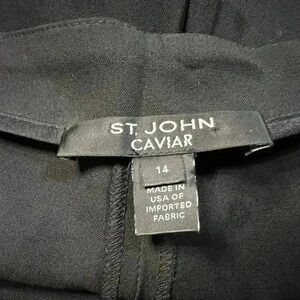 ST. JOHN
CAVIAR
14
MADE IN
USA OF
IMPORTED
FABRIC